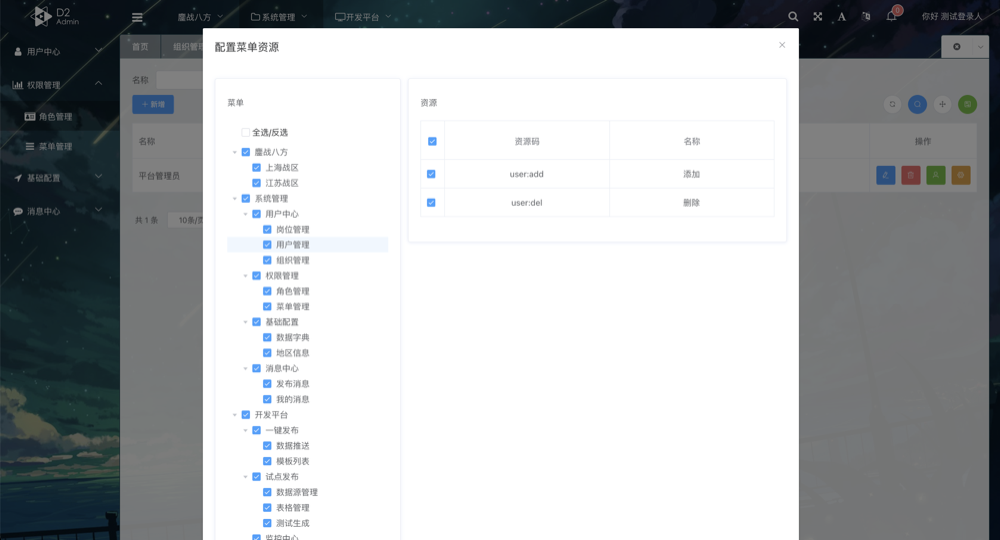 D2
Admin
鏖战八方
系统管理
开发平台
A
0
你好 测试登录人
用户中心
权限管理
角色管理
菜单管理
基础配置
消息中心
首页
组织管理
名称
+ 新增
名称
操作
平台管理员
共 1 条
10条/页
配置菜单资源
菜单
全选/反选
鏖战八方
上海战区
江苏战区
系统管理
用户中心
岗位管理
用户管理
组织管理
权限管理
角色管理
菜单管理
基础配置
数据字典
地区信息
消息中心
发布消息
我的消息
开发平台
一键发布
数据推送
模板列表
试点发布
数据源管理
表格管理
测试生成
监控中心
资源
资源码 名称
user:add 添加
user:del 删除